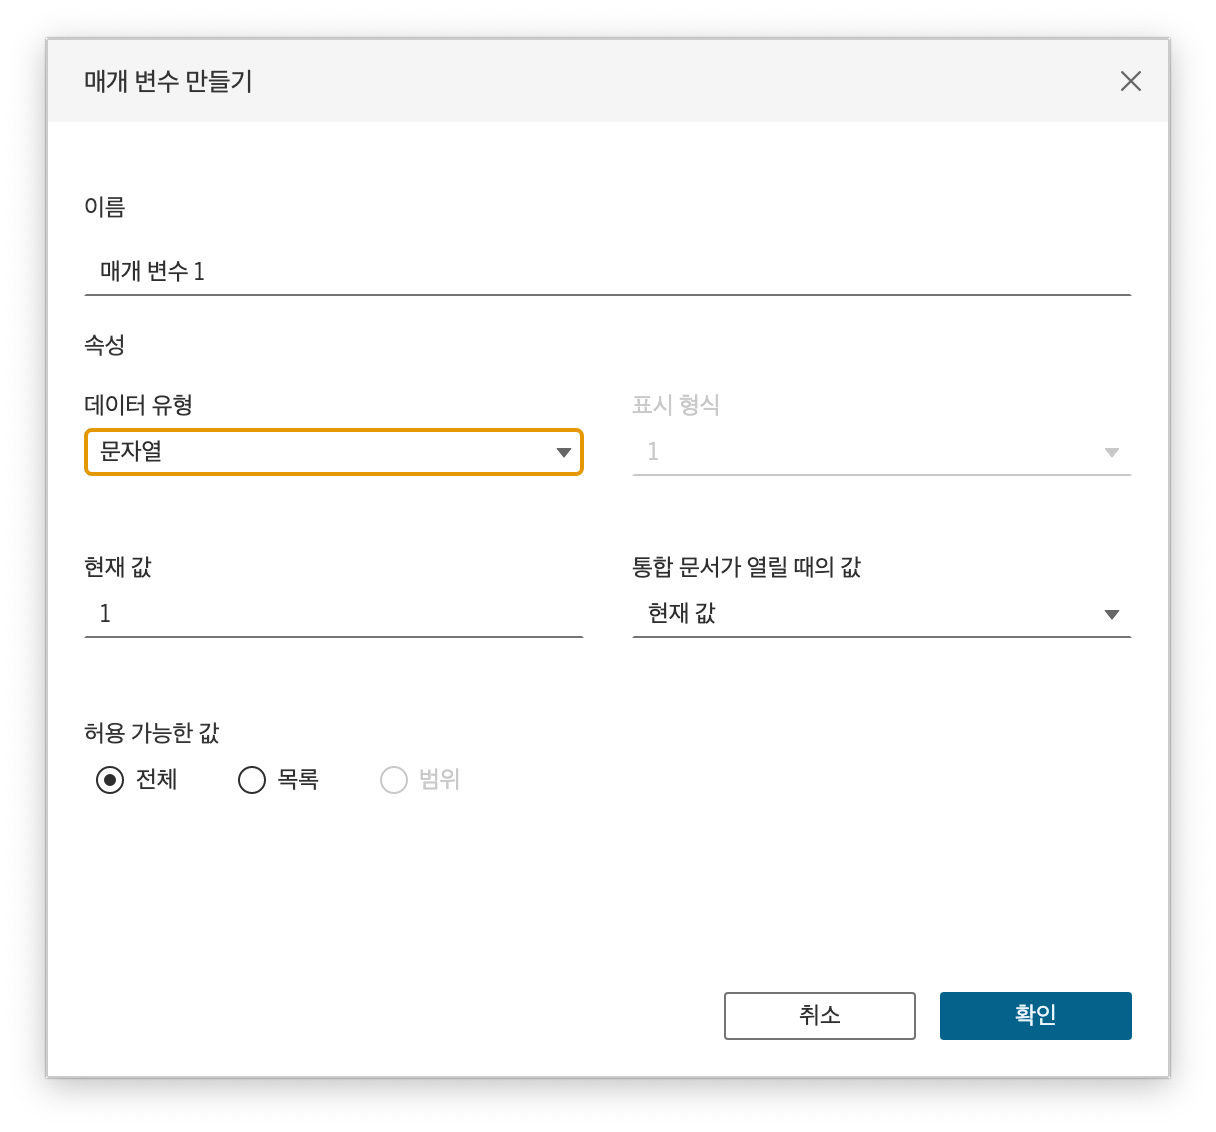 매개 변수 만들기
이름
매개 변수 1
속성
데이터 유형
표시 형식
문자열
1
현재 값
통합 문서가 열릴 때의 값
1
현재 값
허용 가능한 값
전체 목록 범위
취소 확인